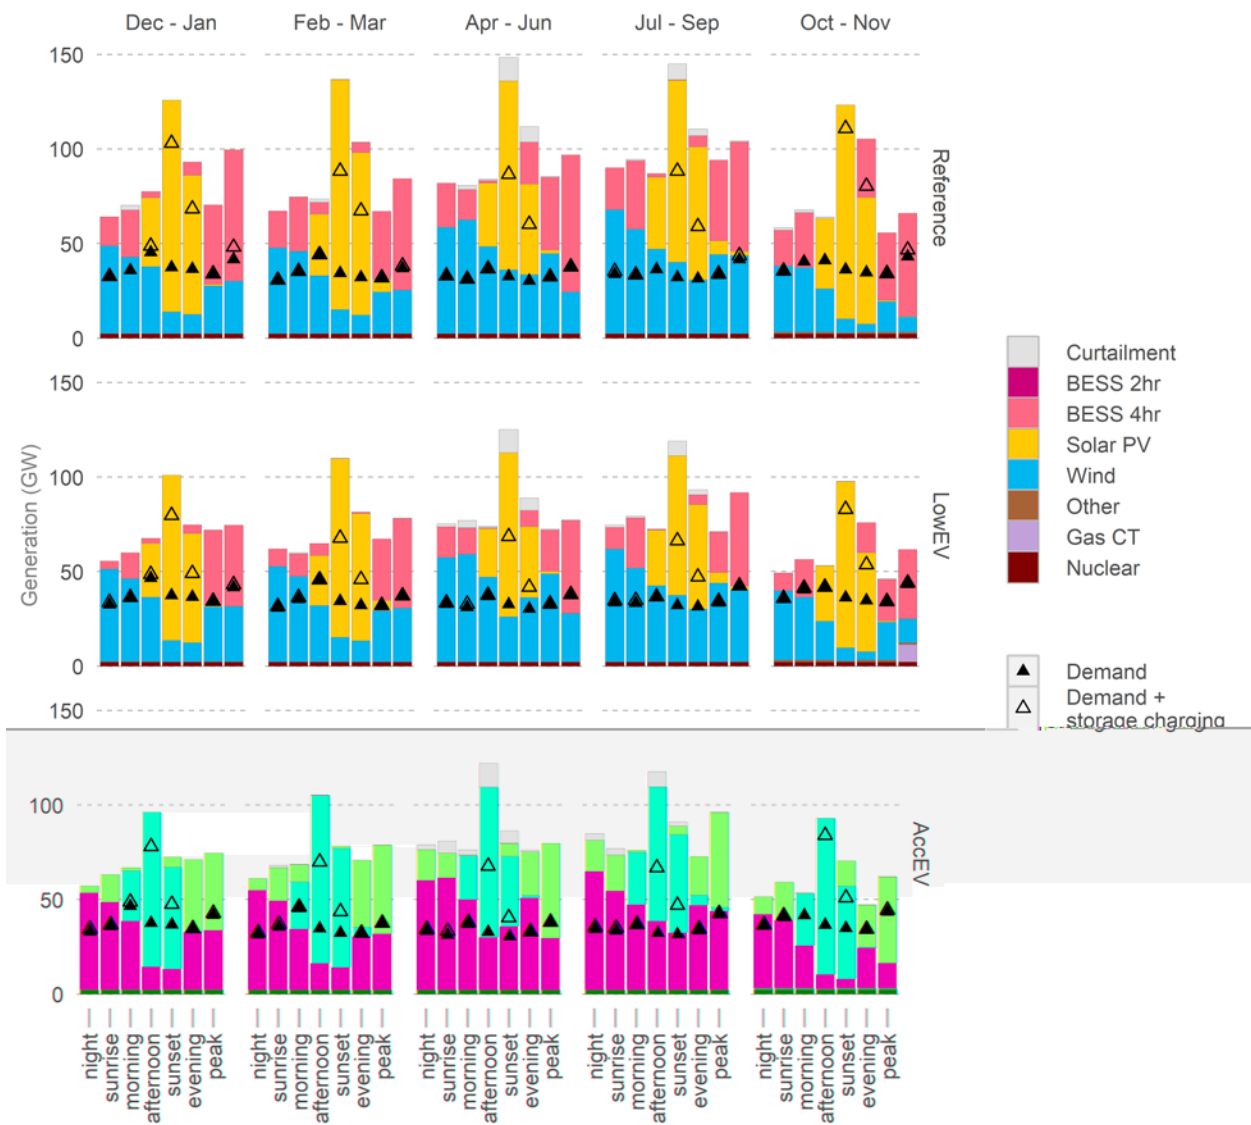 Dec - Jan Feb - Mar Apr - Jun Jul - Sep Oct - Nov
150
100
50
0
Reference
150
100
50
0
LowEV
Generation (GW)
150
100
50
0
AccEV
night sunrise morning afternoon sunset evening peak night sunrise morning afternoon sunset evening peak night sunrise morning afternoon sunset evening peak night sunrise morning afternoon sunset evening peak night sunrise morning afternoon sunset evening peak
Curtailment
BESS 2hr
BESS 4hr
Solar PV
Wind
Other
Gas CT
Nuclear
Demand
Demand +
storage charging